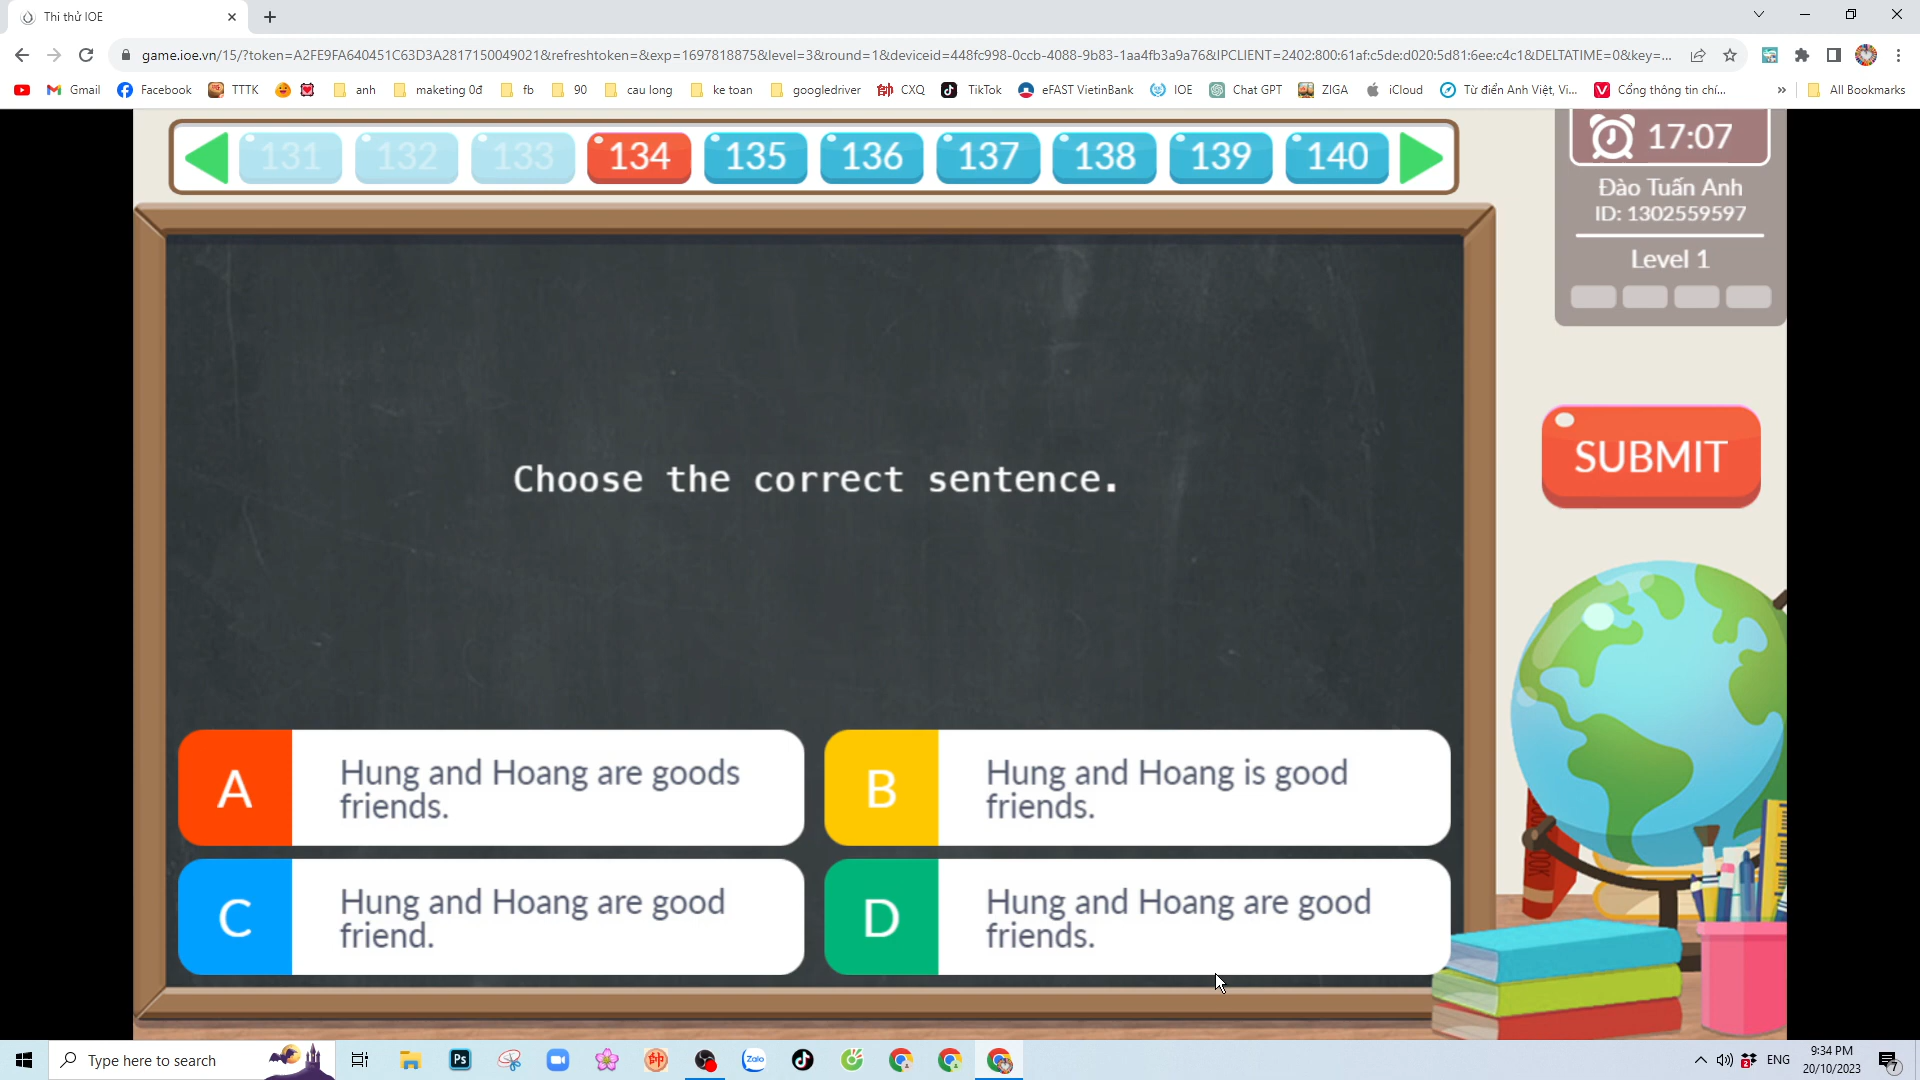 Thi thử IOE
game.ioe.vn/15/?token=A2FE9FA640451C63D3A2817150049021&refreshtoken=&exp=1697818875&level=3&round=1&deviceid=448fc998-0ccb-4088-9b83-1aa4fb3a9a76&IPCLIENT=2402:800:61af:c5de:d020:5d81:6ee:c4c1&DELTATIME=0&key=...
Gmail Facebook TTTK anh maketing 0đ fb 90 cau long ke toan googledriver CXQ TikTok eFAST VietinBank IOE Chat GPT ZIGA iCloud Từ điển Anh Việt, Vi... Cổng thông tin chí... » All Bookmarks
131 132 133 134 135 136 137 138 139 140
17:07
Đào Tuấn Anh
ID: 1302559597
Level 1
SUBMIT
Choose the correct sentence.
A
Hung and Hoang are goods
friends.
B
Hung and Hoang is good
friends.
C
Hung and Hoang are good
friend.
D
Hung and Hoang are good
friends.
Type here to search
Ps
Zalo
ENG
9:34 PM
20/10/2023
7